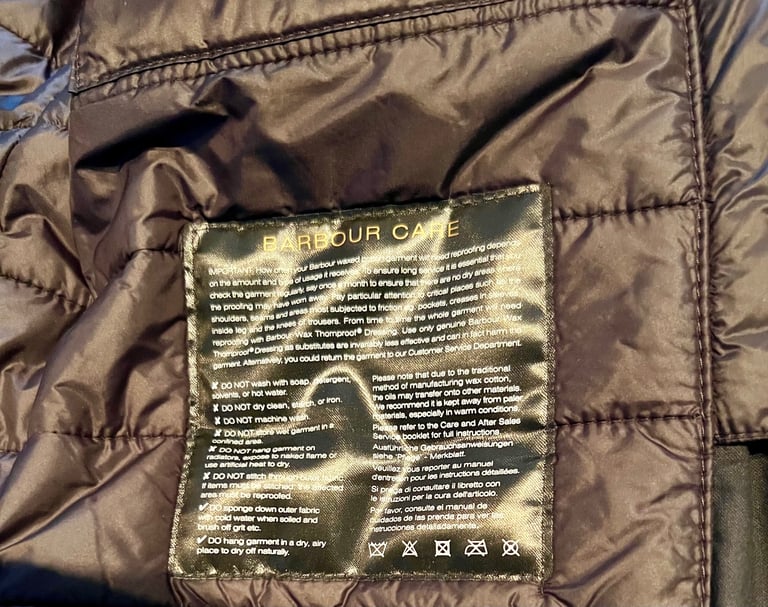 BARBOUR CARE
IMPORTANT: How often your Barbour waxed cotton garment will need reproofing depends
on the amount and type of usage it receives. To ensure long service it is essential that you
check the garment regularly, say once a month to ensure that there are no dry areas where
the proofing may have worn away. Pay particular attention to critical places such as the
shoulders, seams and areas most subjected to friction eg. pockets, creases in sleeves,
inside leg and the knees of trousers. From time to time the whole garment will need
reproofing with Barbour Wax Thornproof® Dressing. Use only genuine Barbour Wax
Thornproof® Dressing as substitutes are invariably less effective and can in fact harm the
garment. Alternatively, you could return the garment to our Customer Service Department.
✘ DO NOT wash with soap, detergent,
solvents, or hot water.
✘ DO NOT dry clean, starch, or iron.
✘ DO NOT machine wash.
✘ DO NOT store wet garment in a
confined area.
✘ DO NOT hang garment on
radiators, expose to naked flame or
use artificial heat to dry.
✘ DO NOT stitch through outer fabric
If items must be stitched, the affected
area must be reproofed.
✔ DO sponge down outer fabric
with cold water when soiled and
brush off grit etc.
✔ DO hang garment in a dry, airy
place to dry off naturally.
Please note that due to the traditional
method of manufacturing wax cotton,
the oils may transfer onto other materials.
We recommend it is kept away from paler
materials, especially in warm conditions.
Please refer to the Care and After Sales
Service booklet for full instructions.
Ausführliche Gebrauchsanweisungen
siehe "Pflege" - Merkblatt.
Veuillez vous reporter au manuel
d'entretien pour les instructions détaillées.
Si prega di consultare il libretto con
le istruzioni per la cura dell'articolo.
Por favor, consulte el manual de
cuidados de las prenda para ver las
instrucciones detalladamente.